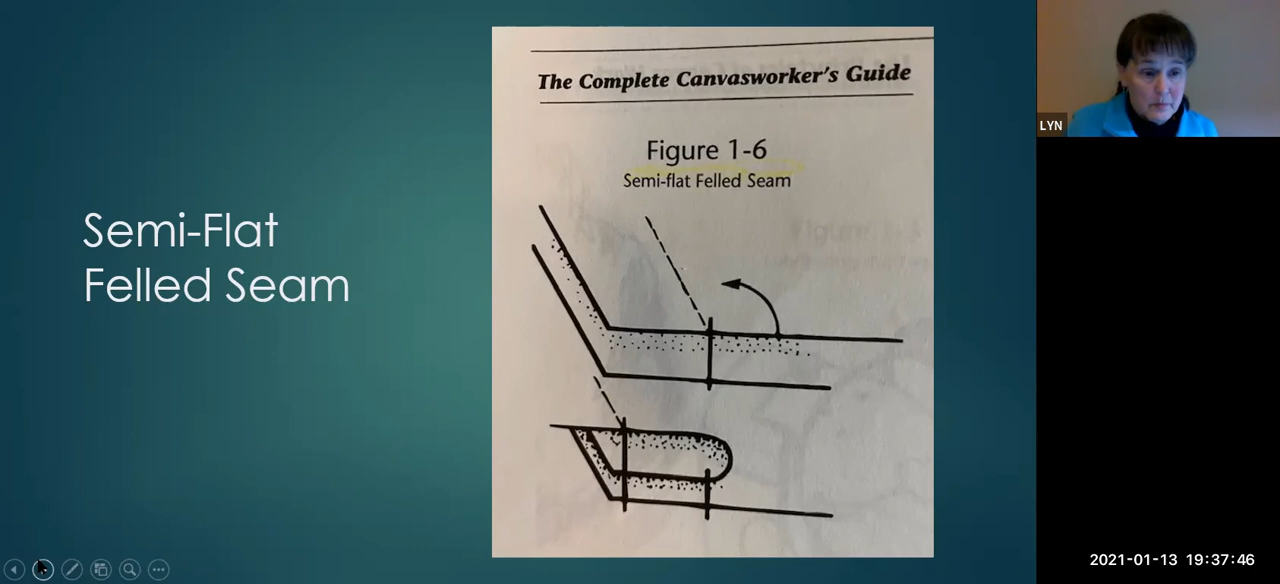 Semi-Flat
Felled Seam
The Complete Canvasworker's Guide
Figure 1-6
Semi-flat Felled Seam
LYN
2021-01-13 19:37:46